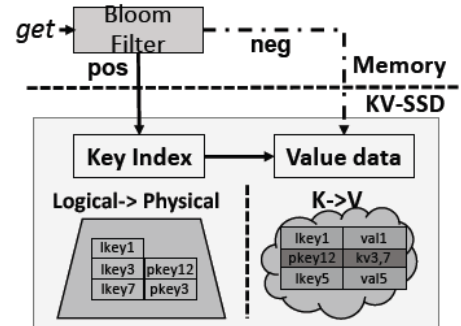 get
Bloom
Filter
neg
pos
Memory
KV-SSD
Key Index
Value data
Logical-> Physical
K->V
lkey1
lkey3 pkey12
lkey7 pkey3
lkey1 val1
pkey12 kv3,7
lkey5 val5